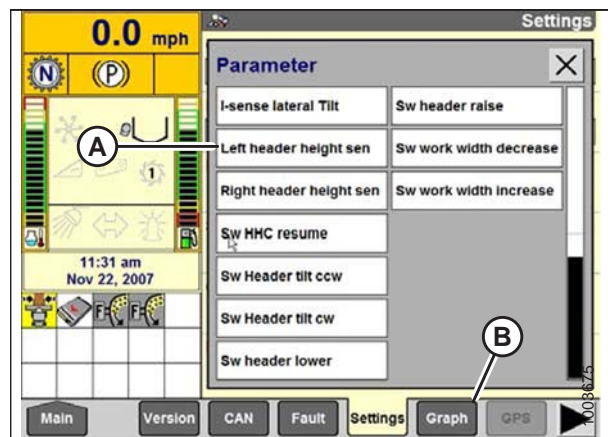 0.0 mph
Settings
N
(P)
Parameter
I-sense lateral Tilt
Sw header raise
A
Left header height sen
Sw work width decrease
Right header height sen
Sw work width increase
1
Sw HHC resume
Sw Header tilt ccw
11:31 am
Nov 22, 2007
Sw Header tilt cw
F
F
B
Sw header lower
1003675
Main
Version
CAN
Fault
Settings
Graph
GPS